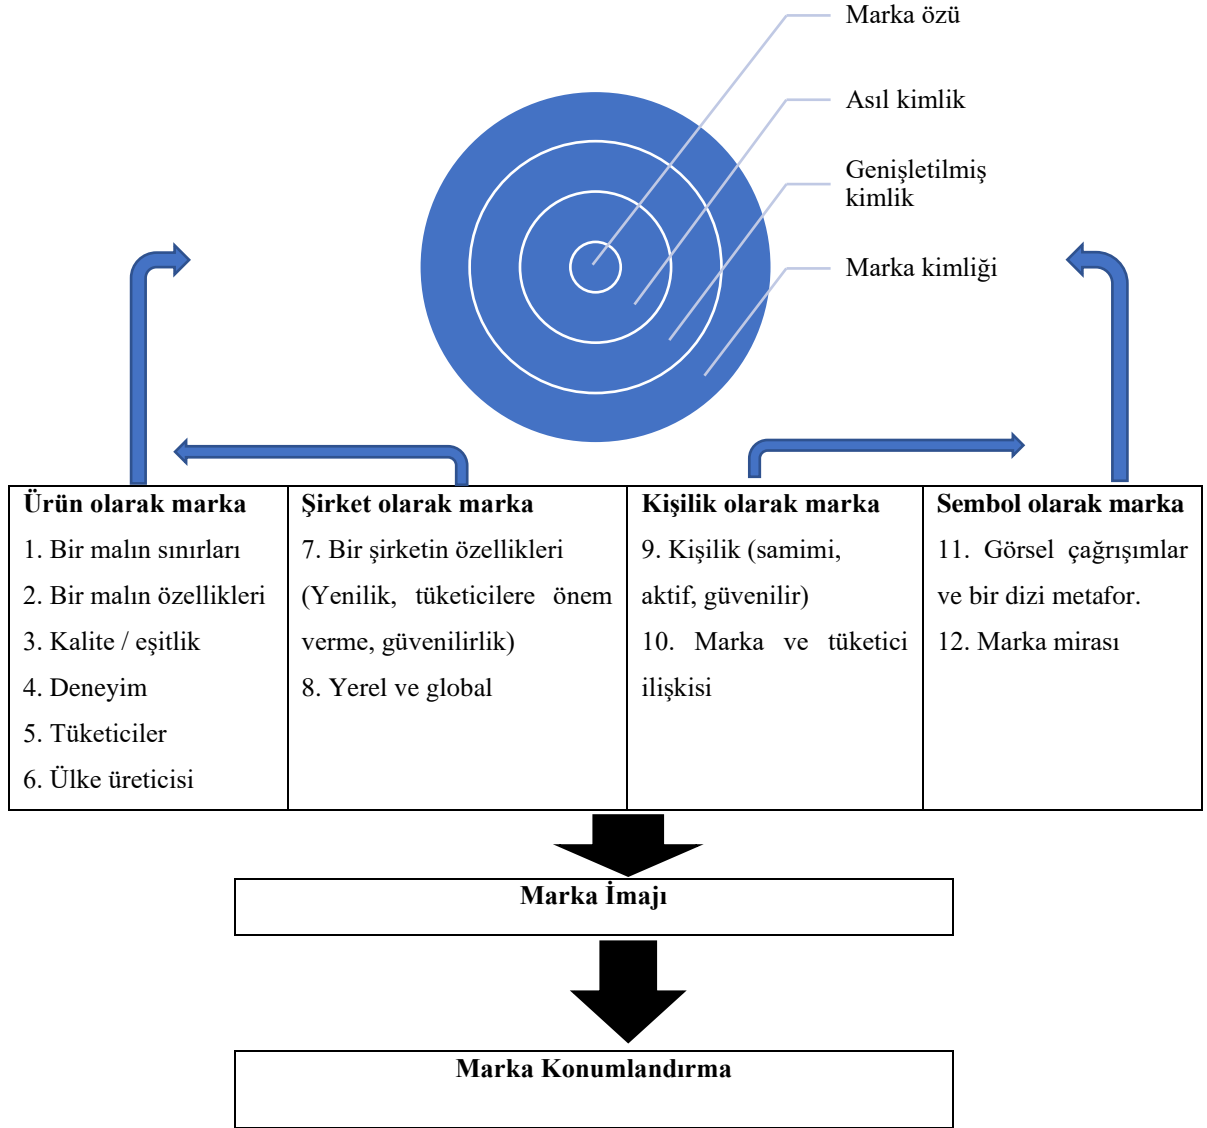 Marka özü
Asıl kimlik
Genişletilmiş
kimlik
Marka kimliği
Ürün olarak marka
1. Bir malın sınırları
2. Bir malın özellikleri
3. Kalite / eşitlik
4. Deneyim
5. Tüketiciler
6. Ülke üreticisi
Şirket olarak marka
7. Bir şirketin özellikleri
(Yenilik, tüketicilere önem
verme, güvenilirlik)
8. Yerel ve global
Kişilik olarak marka
9. Kişilik (samimi,
aktif, güvenilir)
10. Marka ve tüketici
ilişkisi
Sembol olarak marka
11. Görsel çağrışımlar
ve bir dizi metafor.
12. Marka mirası
Marka İmajı
Marka Konumlandırma